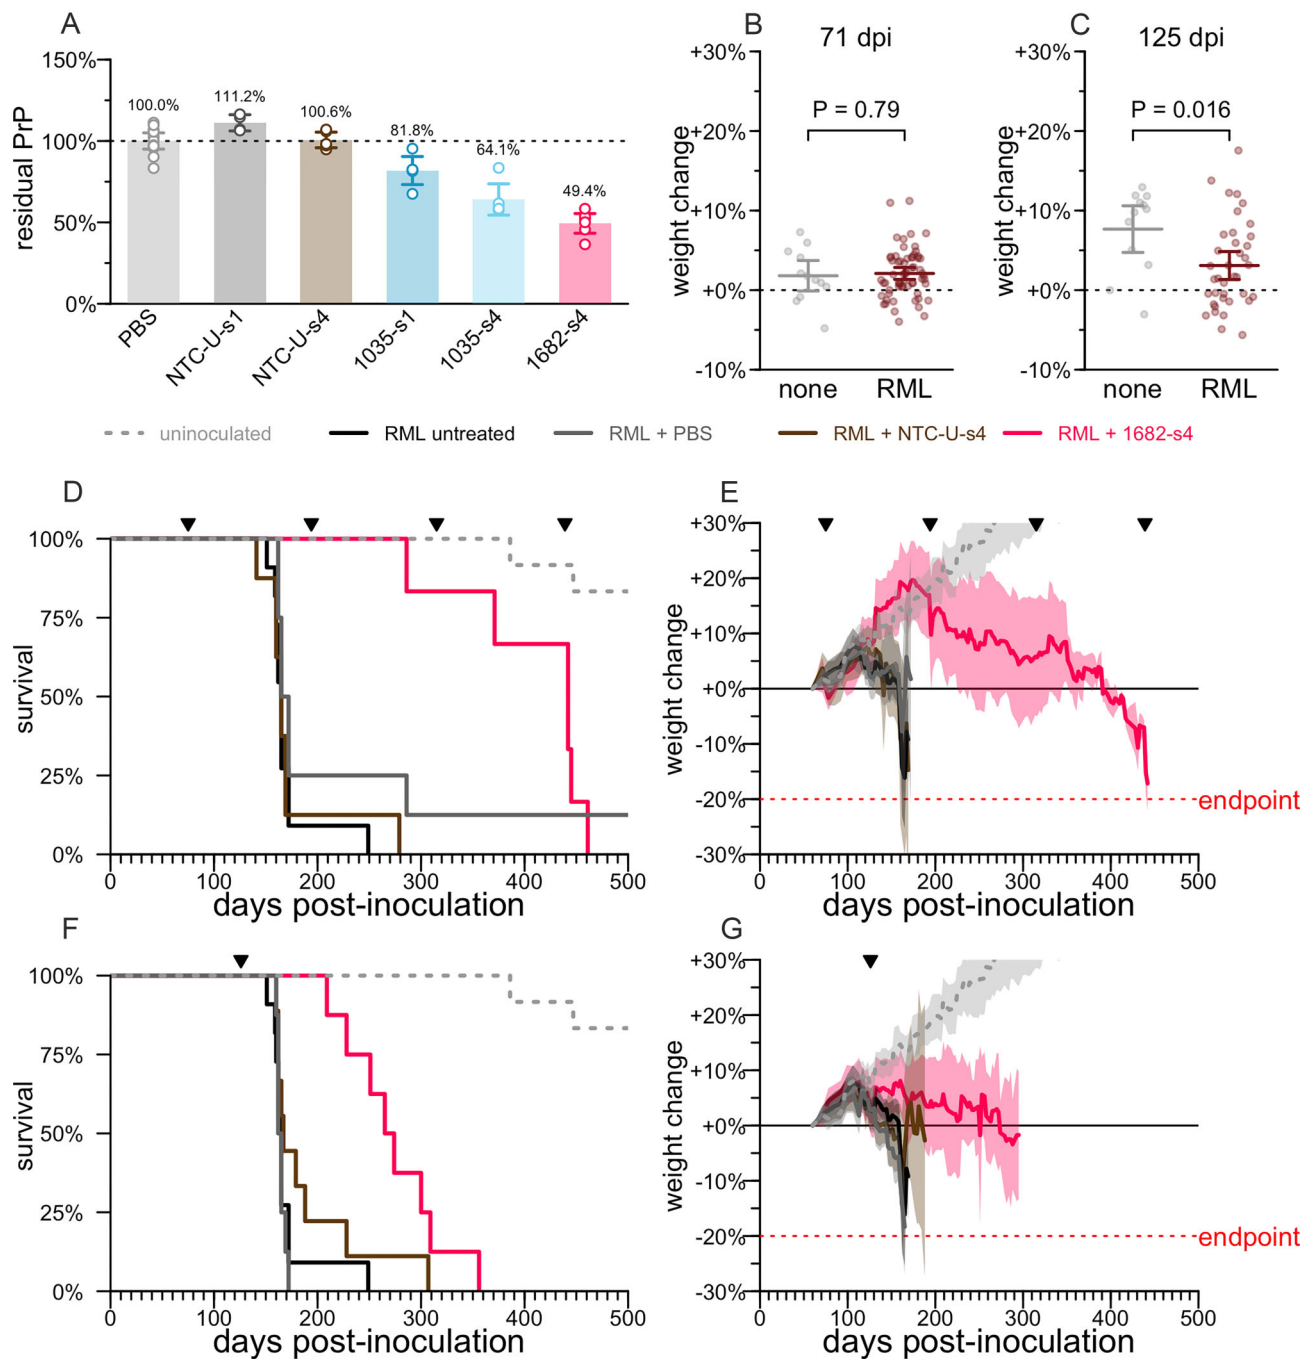 A
150%
100%
50%
0%
residual PrP
100.0%
111.2%
100.6%
81.8%
64.1%
49.4%
PBS
NTC-U-s1
NTC-U-s4
1035-s1
1035-s4
1682-s4
B
71 dpi
+30%
+20%
+10%
+0%
-10%
weight change
P = 0.79
none
RML
C
125 dpi
+30%
+20%
+10%
+0%
-10%
weight change
P = 0.016
none
RML
uninoculated
RML untreated
RML + PBS
RML + NTC-U-s4
RML + 1682-s4
D
100%
75%
50%
25%
0%
survival
0
100
200
300
400
500
days post-inoculation
E
+30%
+20%
+10%
+0%
-10%
-20%
-30%
weight change
endpoint
0
100
200
300
400
500
days post-inoculation
F
100%
75%
50%
25%
0%
survival
0
100
200
300
400
500
days post-inoculation
G
+30%
+20%
+10%
+0%
-10%
-20%
-30%
weight change
endpoint
0
100
200
300
400
500
days post-inoculation